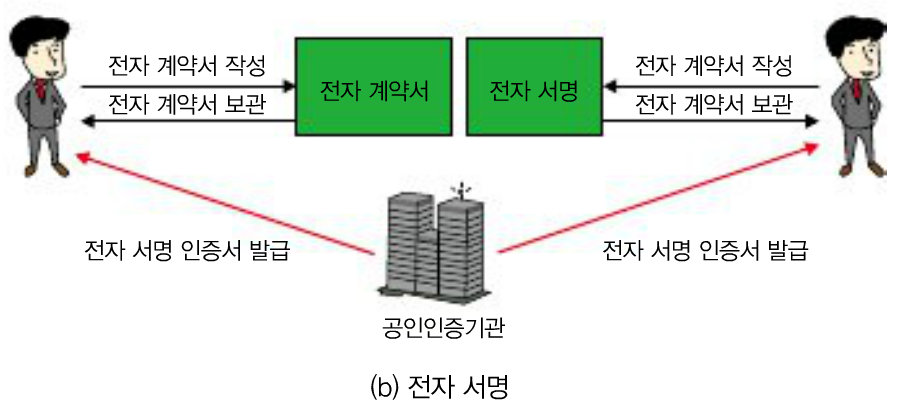 전자 계약서 작성
전자 계약서 보관
전자 계약서
전자 서명
전자 계약서 작성
전자 계약서 보관
전자 서명 인증서 발급
전자 서명 인증서 발급
공인인증기관
(b) 전자 서명